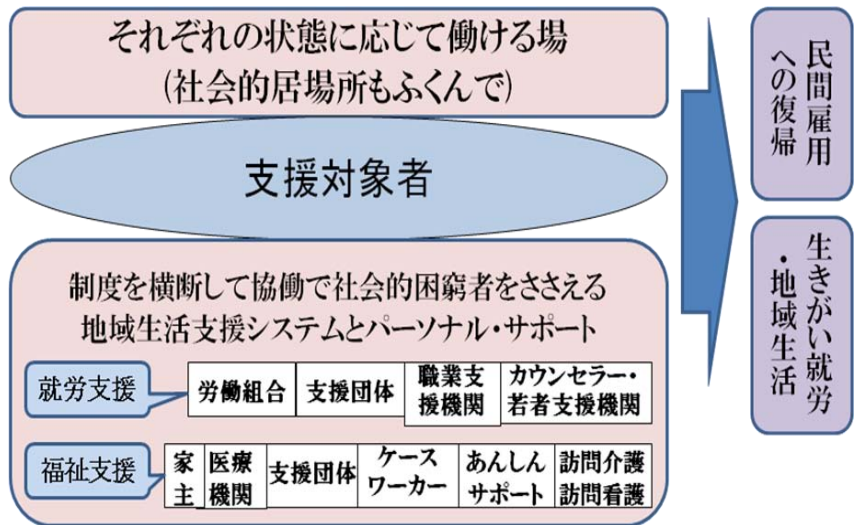 それぞれの状態に応じて働ける場
(社会的居場所もふくんで)
支援対象者
制度を横断して協働で社会的困窮者をささえる
地域生活支援システムとパーソナル・サポート
就労支援
労働組合
支援団体
職業支
援機関
カウンセラー・
若者支援機関
福祉支援
家
主
医療
機関
支援団体
ケース
ワーカー
あんしん
サポート
訪問介護
訪問看護
民間雇用
への復帰
生きがい就労
・地域生活